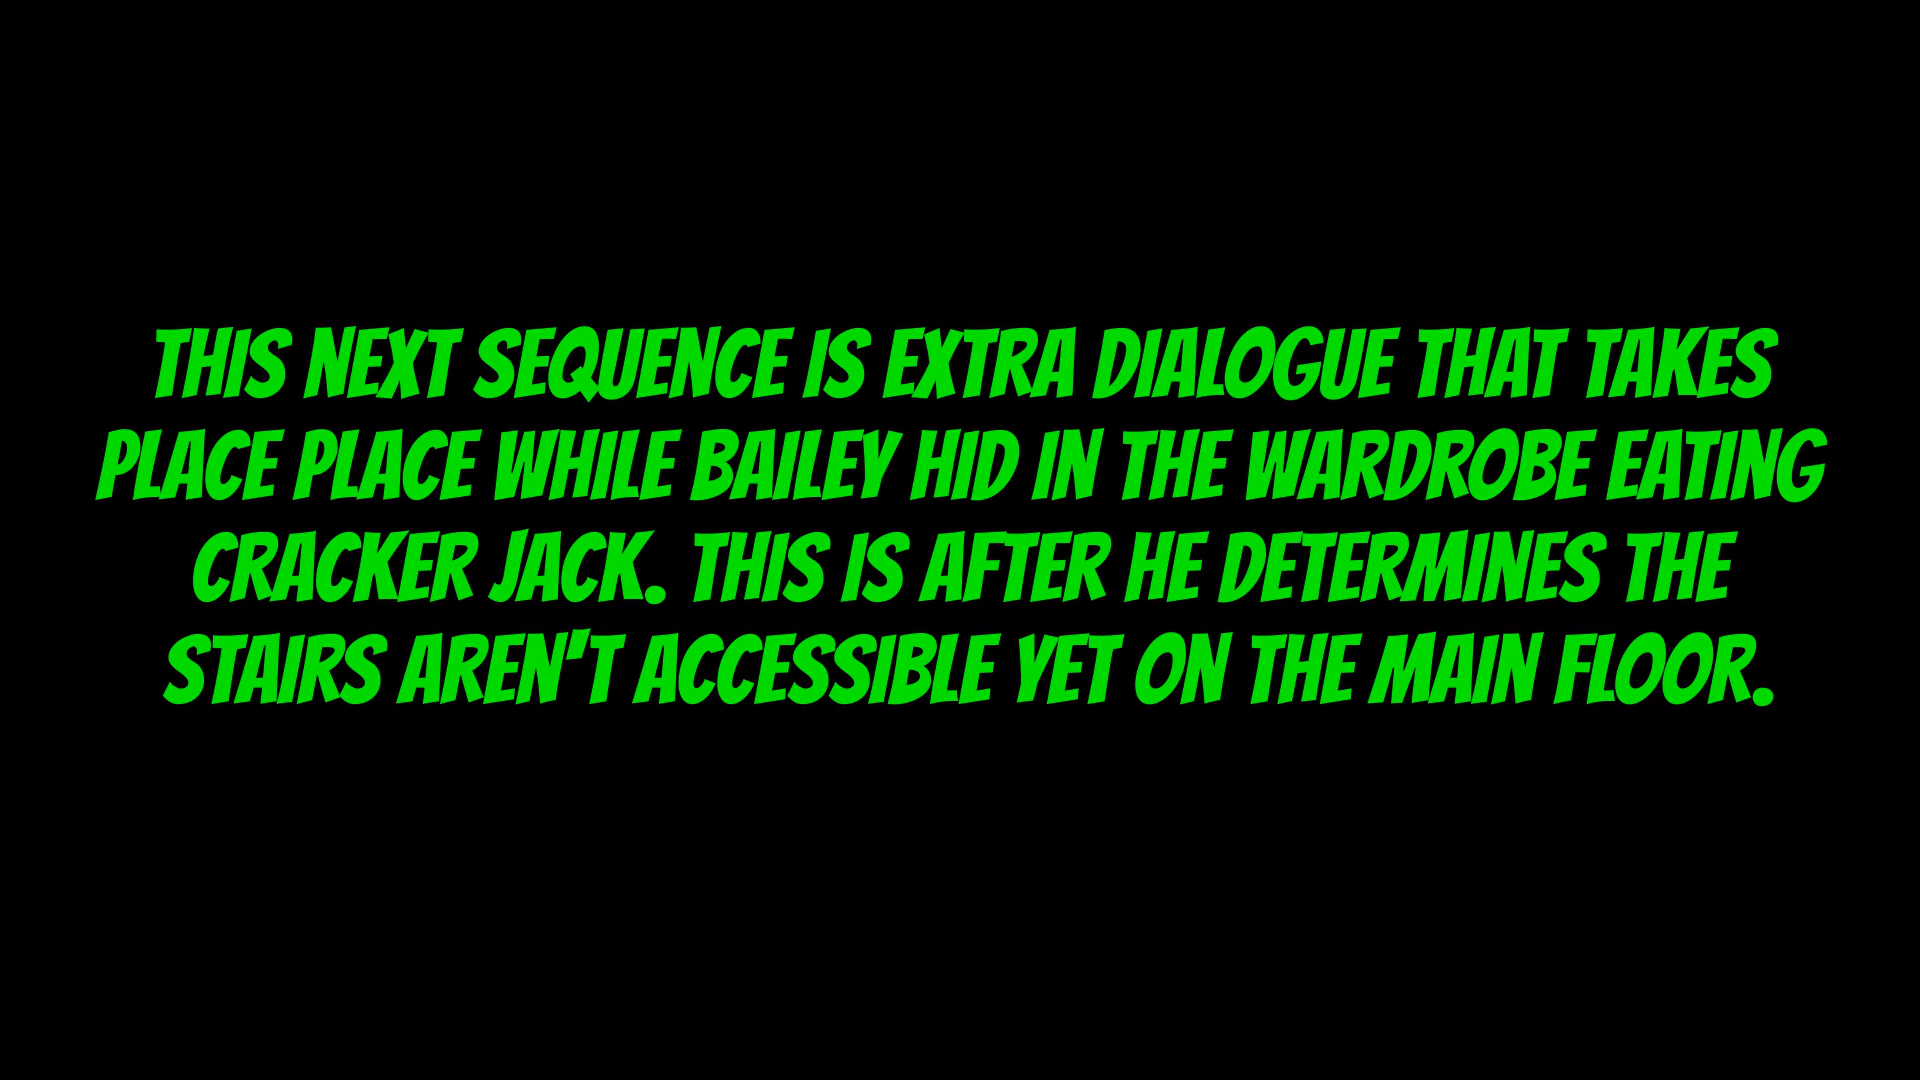 THIS NEXT SEQUENCE IS EXTRA DIALOGUE THAT TAKES
PLACE PLACE WHILE BAILEY HID IN THE WARDROBE EATING
CRACKER JACK. THIS IS AFTER HE DETERMINES THE
STAIRS AREN'T ACCESSIBLE YET ON THE MAIN FLOOR.